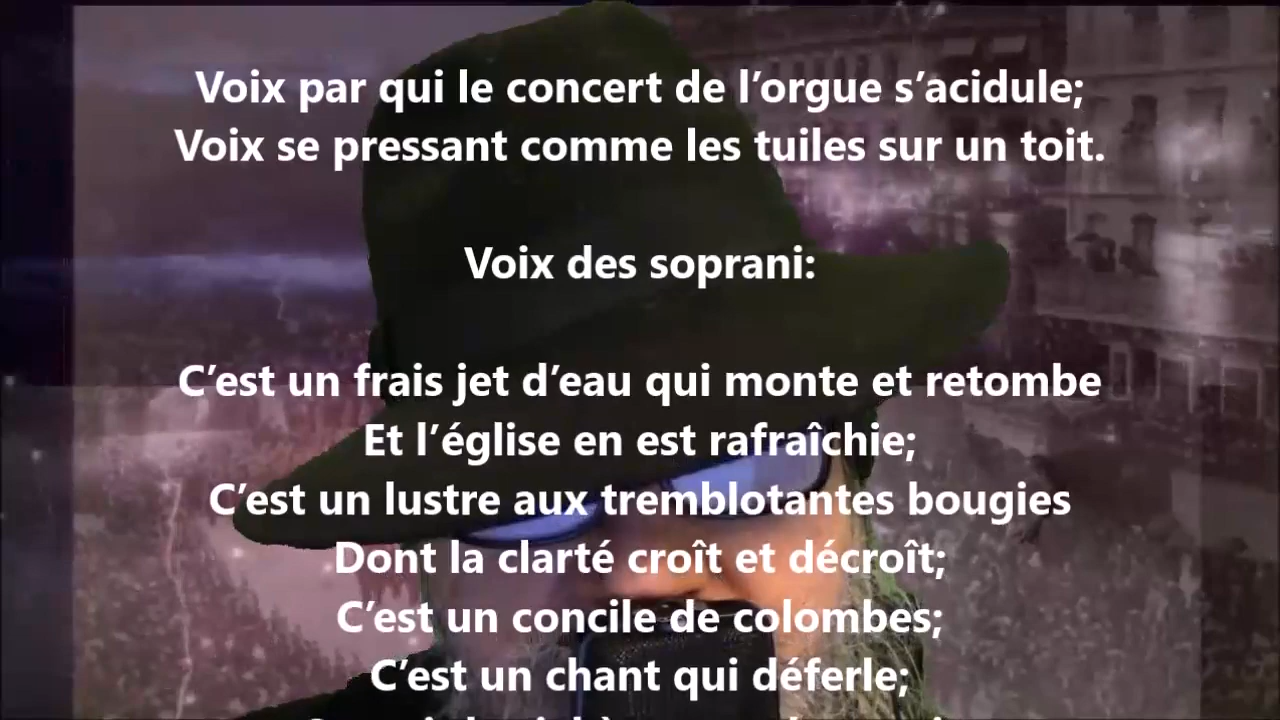 Voix par qui le concert de l’orgue s’acidule;
Voix se pressant comme les tuiles sur un toit.
Voix des soprani:
C’est un frais jet d’eau qui monte et retombe
Et l’église en est rafraîchie;
C’est un lustre aux tremblotantes bougies
Dont la clarté croît et décroît;
C’est un concile de colombes;
C’est un chant qui déferle;